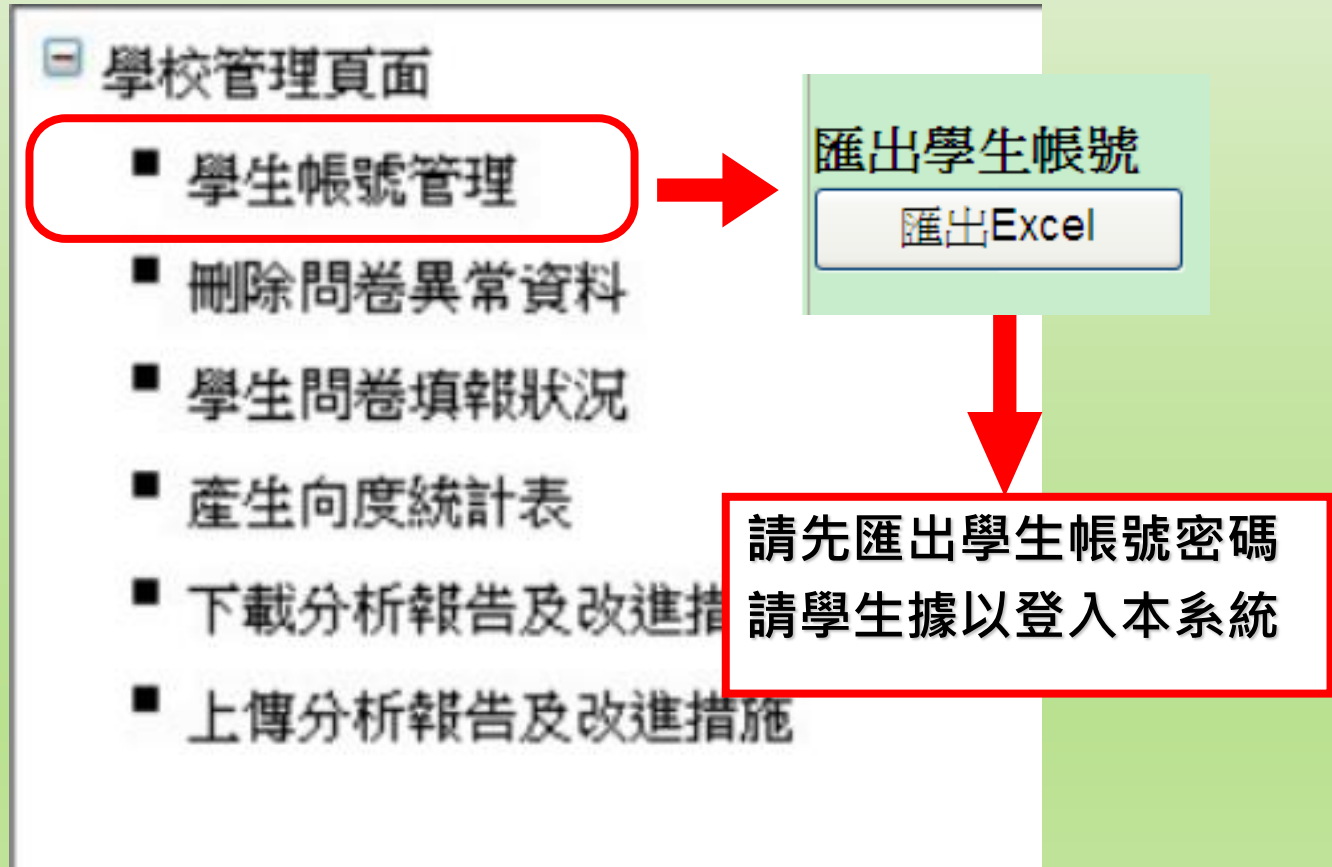 學校管理頁面
學生帳號管理
刪除問卷異常資料
學生問卷填報狀況
產生向度統計表
下載分析報告及改進措
上傳分析報告及改進措施
匯出學生帳號
匯出Excel
請先匯出學生帳號密碼
請學生據以登入本系統